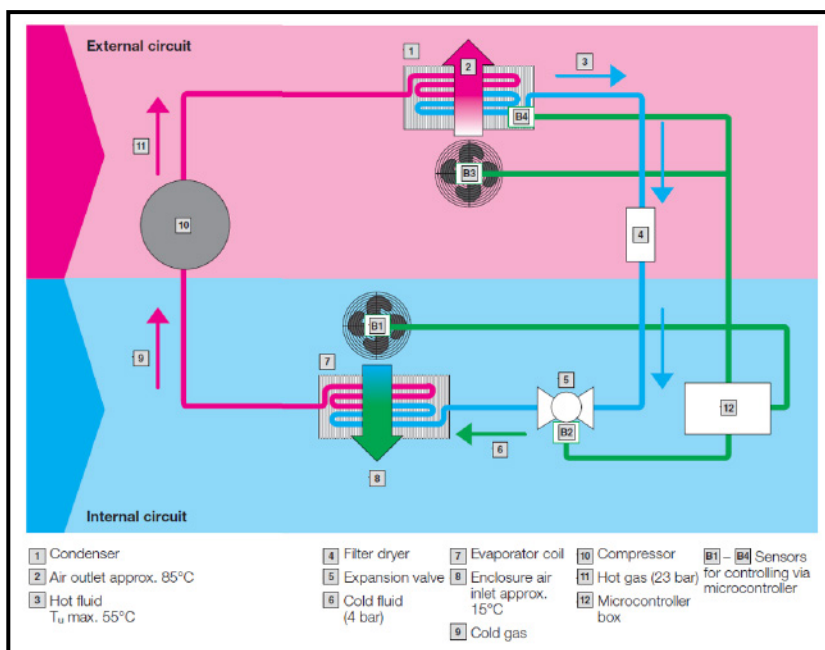 External circuit
1
2
3
B4
11
B3
10
4
B1
9
7
5
12
B2
6
8
Internal circuit
1 Condenser
2 Air outlet approx. 85°C
3 Hot fluid
Tu max. 55°C
4 Filter dryer
5 Expansion valve
6 Cold fluid
(4 bar)
7 Evaporator coil
8 Enclosure air
inlet approx.
15°C
9 Cold gas
10 Compressor
11 Hot gas (23 bar)
12 Microcontroller
box
B1 – B4 Sensors
for controlling via
microcontroller